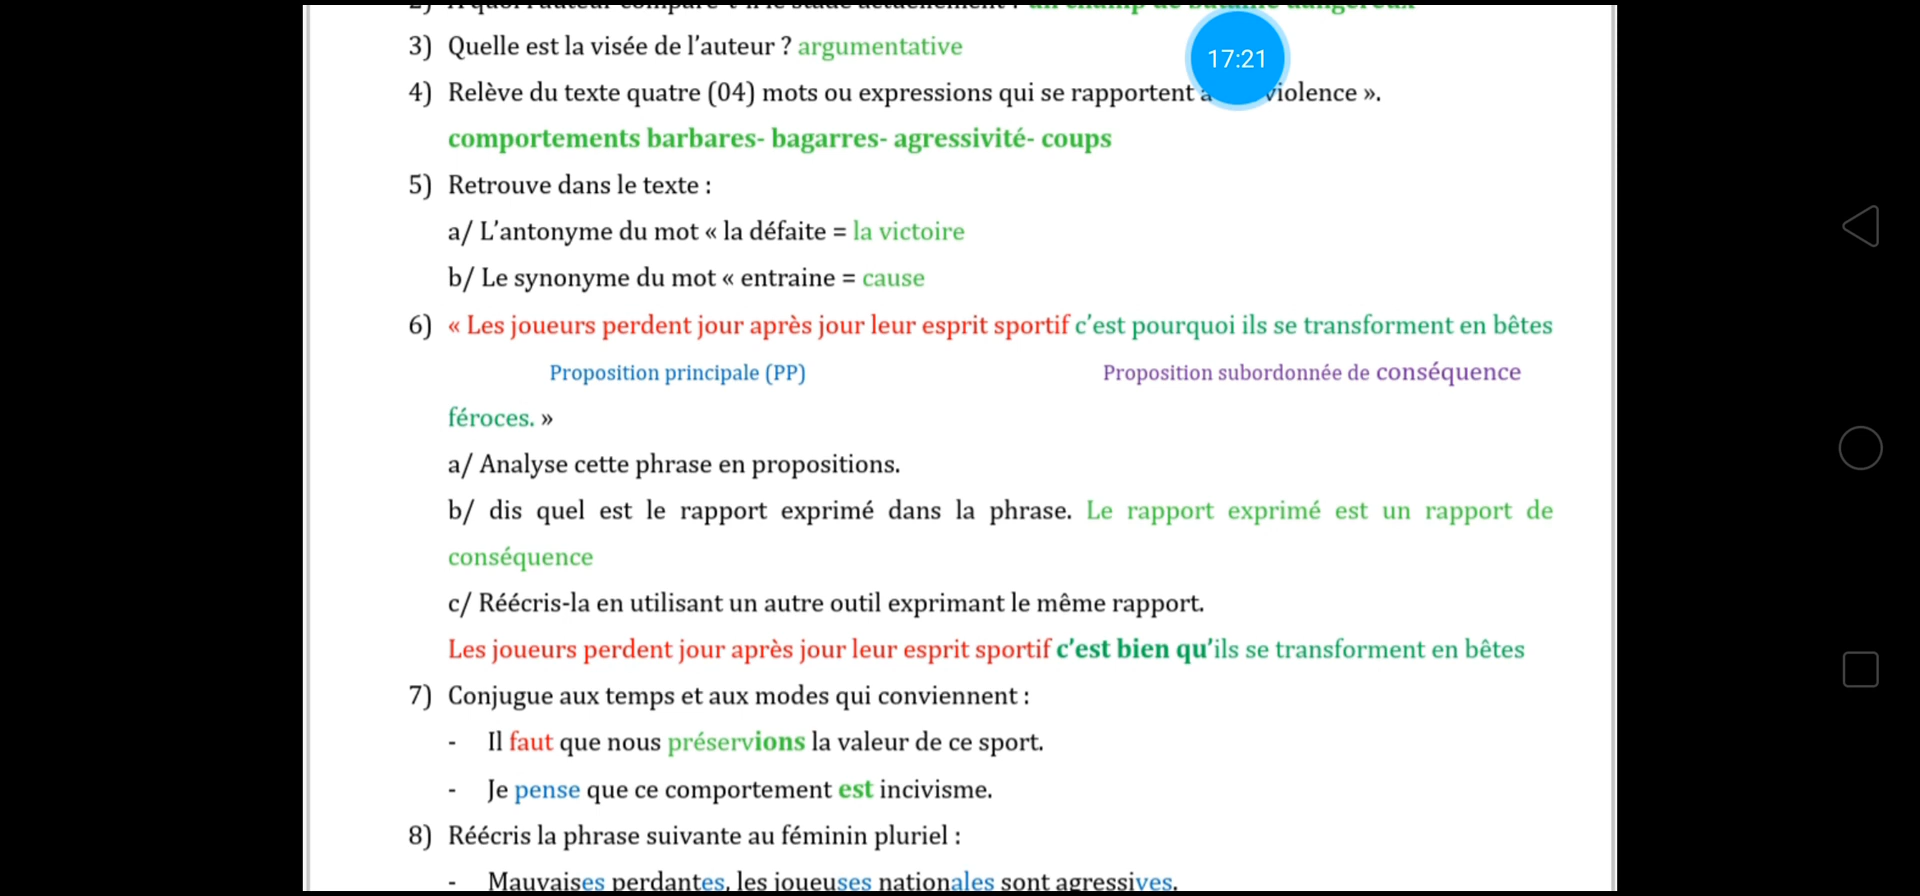 3) Quelle est la visée de l'auteur ? argumentative
17:21
4) Relève du texte quatre (04) mots ou expressions qui se rapportent violence ».
comportements barbares- bagarres- agressivité- coups
5) Retrouve dans le texte :
a/ L'antonyme du mot « la défaite = la victoire
b/ Le synonyme du mot « entraine = cause
6) « Les joueurs perdent jour après jour leur esprit sportif c'est pourquoi ils se transforment en bêtes
Proposition principale (PP) Proposition subordonnée de conséquence
féroces. »
a/ Analyse cette phrase en propositions.
b/ dis quel est le rapport exprimé dans la phrase. Le rapport exprimé est un rapport de
conséquence
c/ Réécris-la en utilisant un autre outil exprimant le même rapport.
Les joueurs perdent jour après jour leur esprit sportif c'est bien qu'ils se transforment en bêtes
7) Conjugue aux temps et aux modes qui conviennent :
- Il faut que nous préservions la valeur de ce sport.
- Je pense que ce comportement est incivisme.
8) Réécris la phrase suivante au féminin pluriel :
- Mauvaises perdantes, les joueuses nationales sont agressives.